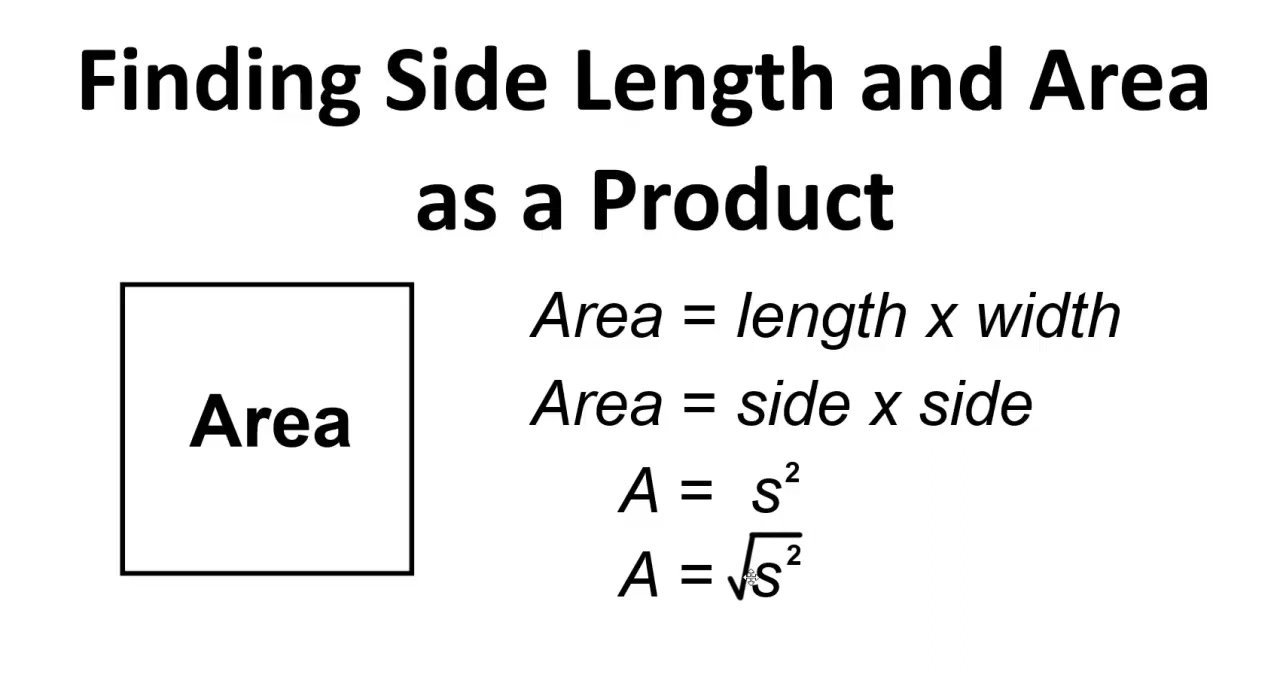 Finding Side Length and Area
as a Product
Area
Area = length x width
Area = side x side
A = s²
A = √s²